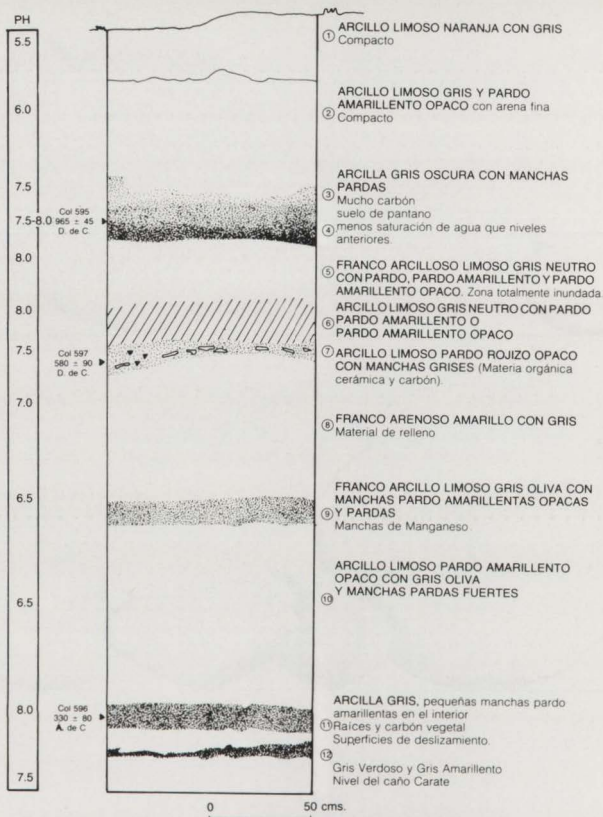 PH
5.5
6.0
7.5
7.5-8.0
8.0
8.0
7.5
7.0
6.5
6.5
8.0
7.5
Col 595
965 ± 45
D. de C.
Col 597
580 ± 90
D. de C.
Col 596
330 ± 80
A. de C
① ARCILLO LIMOSO NARANJA CON GRIS
Compacto
ARCILLO LIMOSO GRIS Y PARDO
AMARILLENTO OPACO con arena fina
② Compacto
ARCILLA GRIS OSCURA CON MANCHAS
PARDAS
③ Mucho carbón
suelo de pantano
④ menos saturación de agua que niveles
anteriores.
⑤ FRANCO ARCILLOSO LIMOSO GRIS NEUTRO
CON PARDO, PARDO AMARILLENTO Y PARDO
AMARILLENTO OPACO. Zona totalmente inundada.
ARCILLO LIMOSO GRIS NEUTRO CON PARDO
⑥ PARDO AMARILLENTO O
PARDO AMARILLENTO OPACO
⑦ ARCILLO LIMOSO PARDO ROJIZO OPACO
CON MANCHAS GRISES (Materia orgánica
cerámica y carbón).
⑧ FRANCO ARENOSO AMARILLO CON GRIS
Material de relleno
FRANCO ARCILLO LIMOSO GRIS OLIVA CON
MANCHAS PARDO AMARILLENTAS OPACAS
⑨ Y PARDAS
Manchas de Manganeso
ARCILLO LIMOSO PARDO AMARILLENTO
OPACO CON GRIS OLIVA
⑩ Y MANCHAS PARDAS FUERTES
ARCILLA GRIS, pequeñas manchas pardo
amarillentas en el interior
⑪ Raíces y carbón vegetal
Superficies de deslizamiento.
⑫
Gris Verdoso y Gris Amarillento
Nivel del caño Carate
0 50 cms.